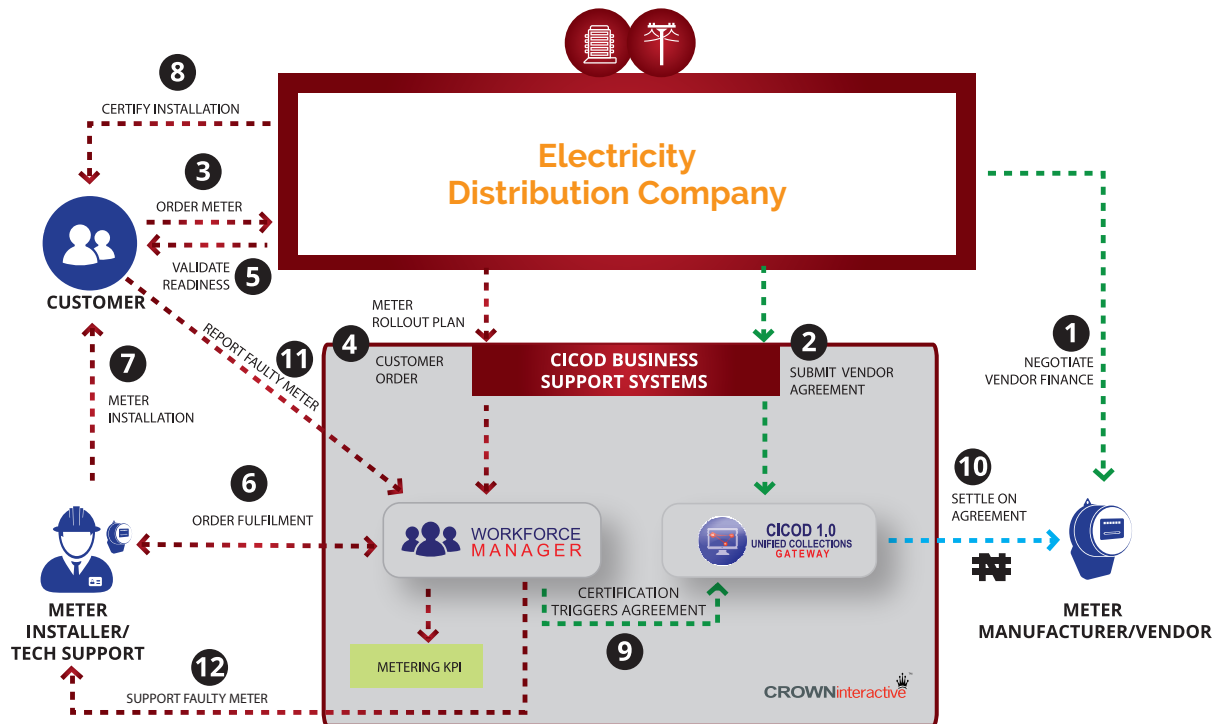 8
CERTIFY INSTALLATION
Electricity
Distribution Company
3
ORDER METER
VALIDATE
READINESS
5
CUSTOMER
METER
ROLLOUT PLAN
1
NEGOTIATE
VENDOR FINANCE
4
CUSTOMER
ORDER
CICOD BUSINESS
SUPPORT SYSTEMS
2
SUBMIT VENDOR
AGREEMENT
11
REPORT FAULTY METER
7
METER
INSTALLATION
6
ORDER FULFILMENT
WORKFORCE
MANAGER
CICOD 1.0
UNIFIED COLLECTIONS
GATEWAY
10
SETTLE ON
AGREEMENT
₦
METER
INSTALLER/
TECH SUPPORT
METER
MANUFACTURER/VENDOR
CERTIFICATION
TRIGGERS AGREEMENT
9
METERING KPI
12
SUPPORT FAULTY METER
CROWNinteractive